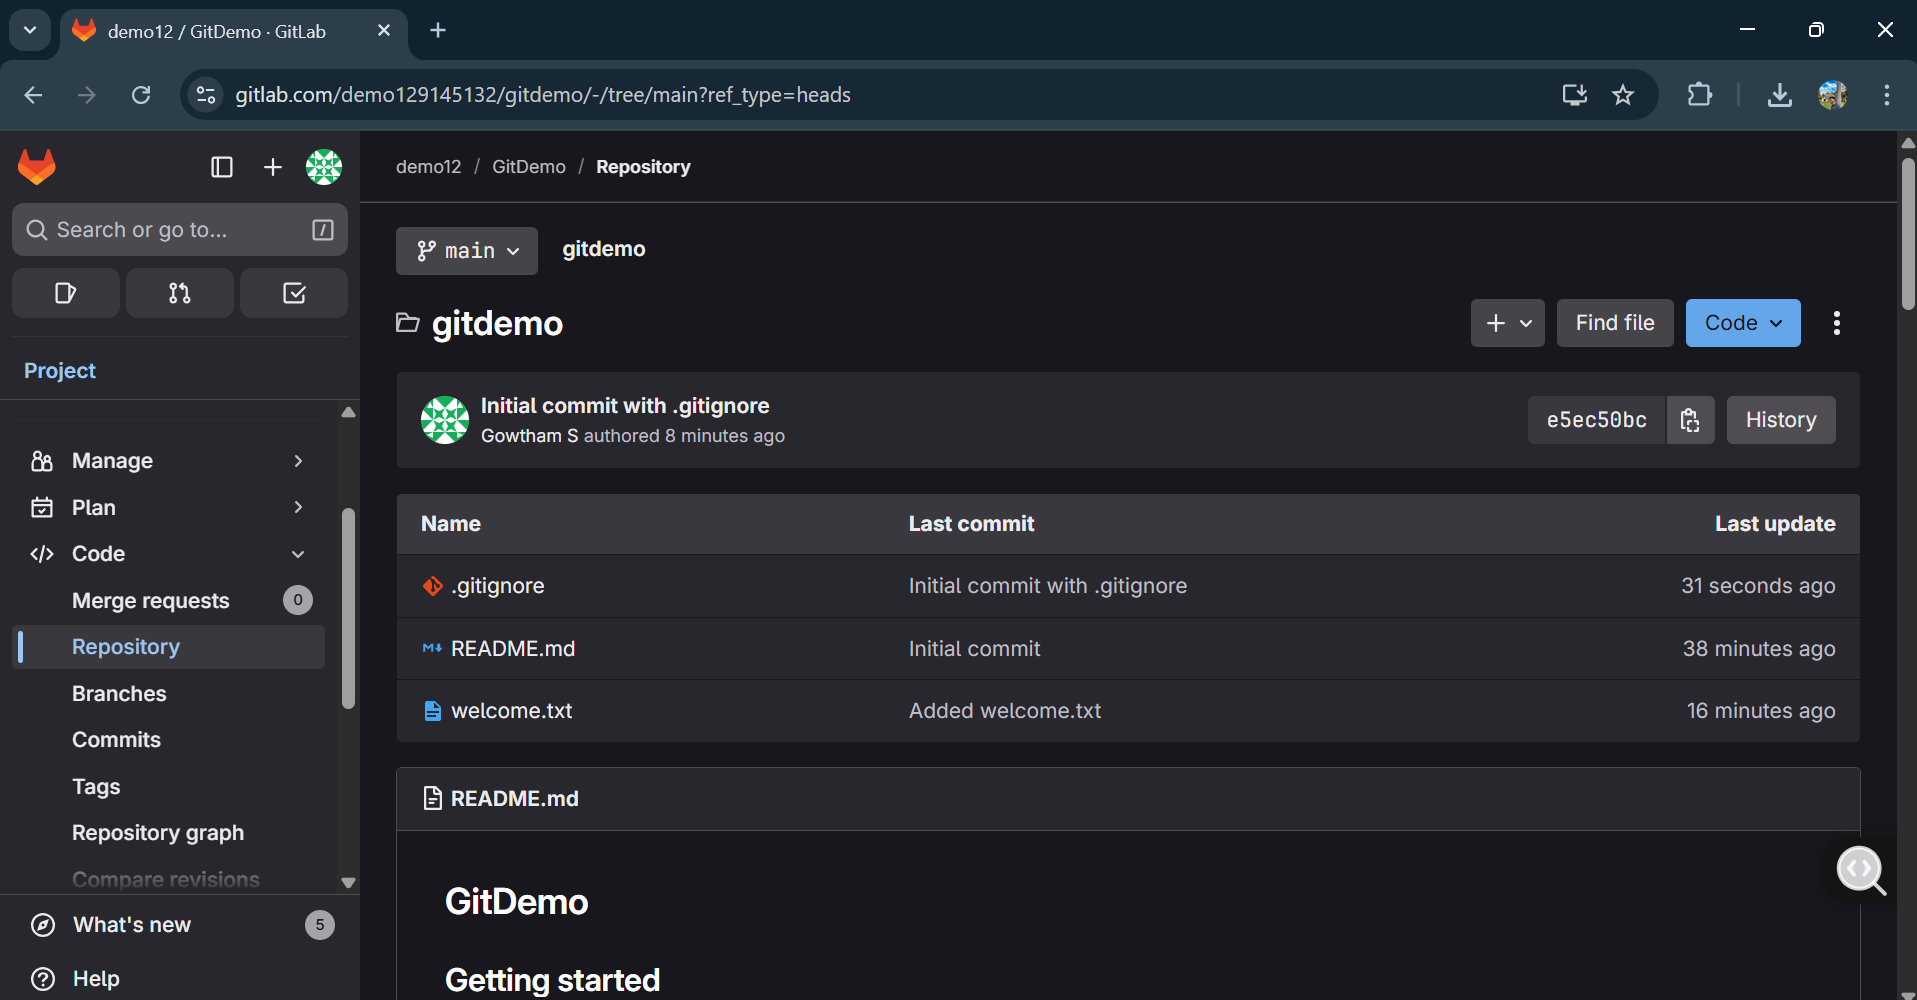 demo12 / GitDemo · GitLab
gitlab.com/demo129145132/gitdemo/-/tree/main?ref_type=heads
demo12 / GitDemo / Repository
Search or go to... /
main gitdemo
gitdemo
Find file
Code
Project
Initial commit with .gitignore
Gowtham S authored 8 minutes ago
e5ec50bc
History
Manage
Plan
Code
Merge requests 0
Repository
Branches
Commits
Tags
Repository graph
Compare revisions
What's new 5
Help
Name Last commit Last update
.gitignore Initial commit with .gitignore 31 seconds ago
README.md Initial commit 38 minutes ago
welcome.txt Added welcome.txt 16 minutes ago
README.md
GitDemo
Getting started